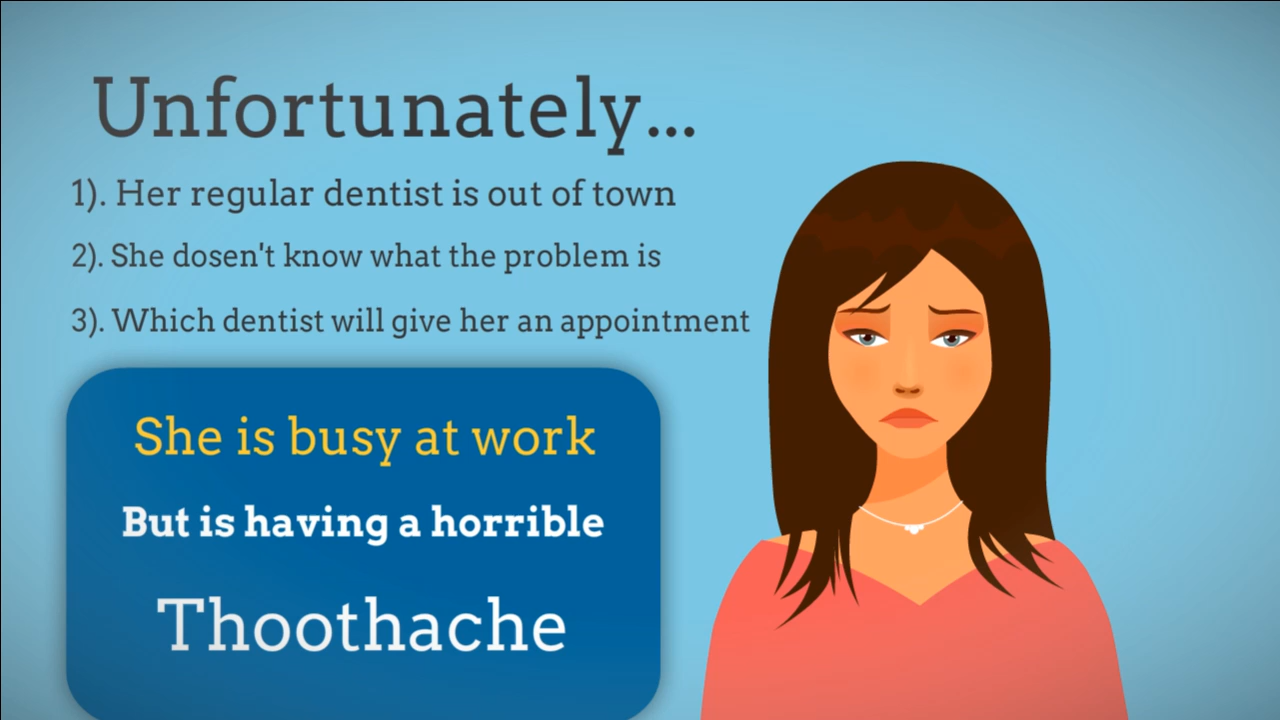 Unfortunately...
1). Her regular dentist is out of town
2). She dosen't know what the problem is
3). Which dentist will give her an appointment
She is busy at work
But is having a horrible
Thoothache